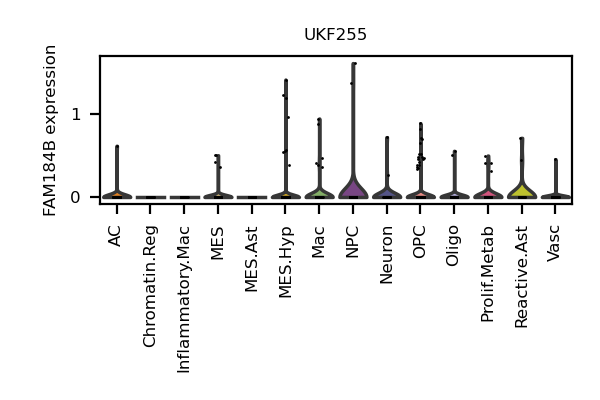 UKF255
FAM184B expression
1
0
AC
Chromatin.Reg
Inflammatory.Mac
MES
MES.Ast
MES.Hyp
Mac
NPC
Neuron
OPC
Oligo
Prolif.Metab
Reactive.Ast
Vasc